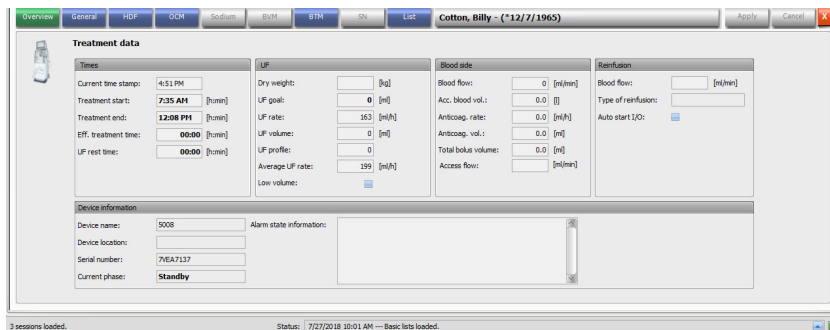 Overview General HDF OCM Sodium BVM BTM SN List Cotton, Billy - (*12/7/1965) Apply Cancel X
Treatment data
Times
Current time stamp: 4:51 PM
Treatment start: 7:35 AM [h:min]
Treatment end: 12:08 PM [h:min]
Eff. treatment time: 00:00 [h:min]
UF rest time: 00:00 [h:min]
UF
Dry weight: [kg]
UF goal: 0 [ml]
UF rate: 163 [ml/h]
UF volume: 0 [ml]
UF profile: 0
Average UF rate: 199 [ml/h]
Low volume:
Blood side
Blood flow: 0 [ml/min]
Acc. blood vol.: 0.0 [l]
Anticoag. rate: 0.0 [ml/h]
Anticoag. vol.: 0.0 [ml]
Total bolus volume: 0.0 [ml]
Access flow: [ml/min]
Reinfusion
Blood flow: [ml/min]
Type of reinfusion:
Auto start I/O:
Device information
Device name: 5008
Device location:
Serial number: 7VEA7137
Current phase: Standby
Alarm state information:
3 sessions loaded. Status: 7/27/2018 10:01 AM --- Basic lists loaded.